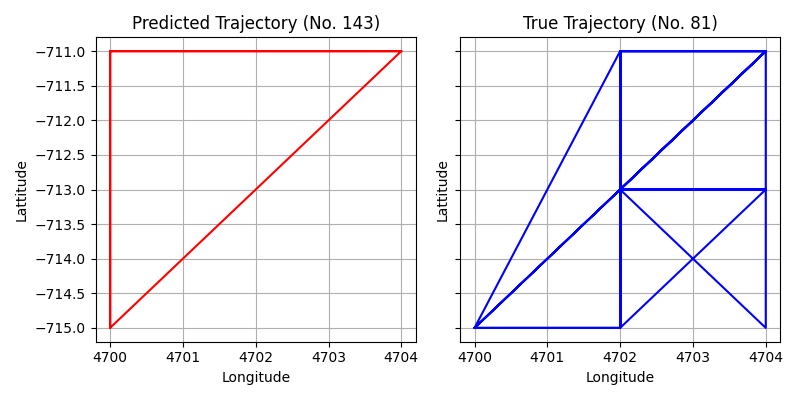 Predicted Trajectory (No. 143)
Lattitude
−711.0
−711.5
−712.0
−712.5
−713.0
−713.5
−714.0
−714.5
−715.0
4700 4701 4702 4703 4704
Longitude
True Trajectory (No. 81)
Lattitude
4700 4701 4702 4703 4704
Longitude